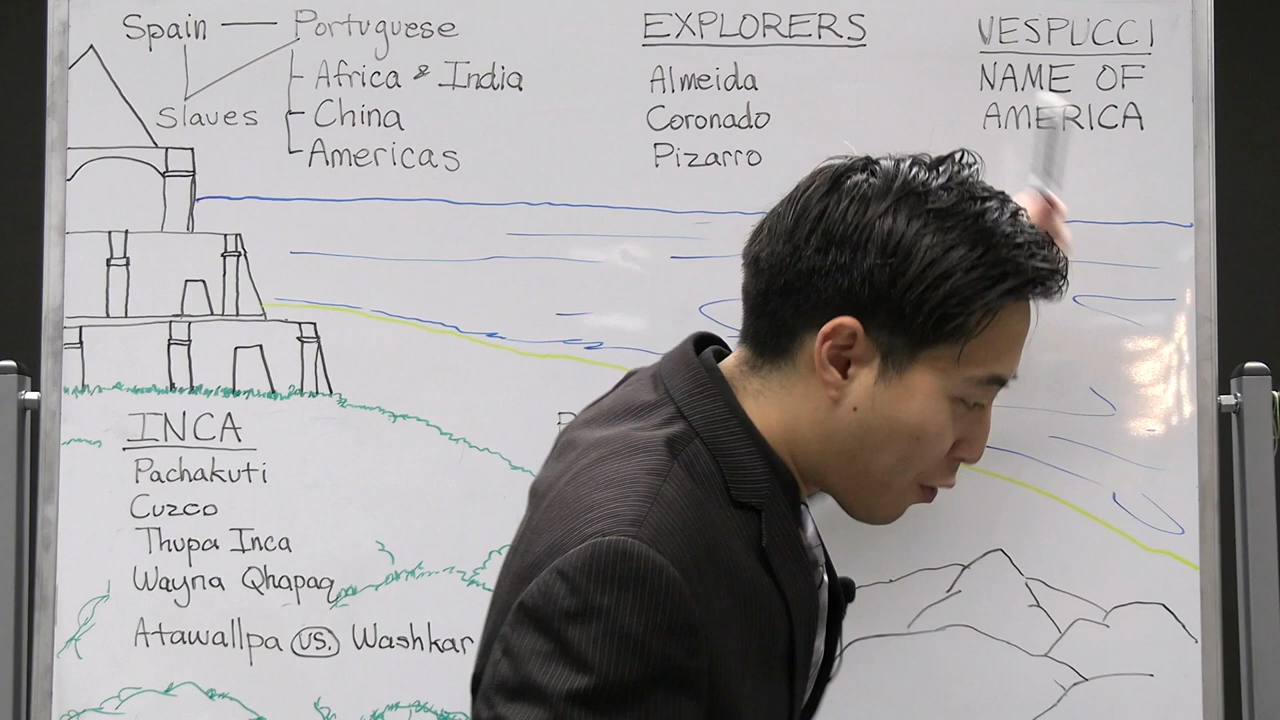 Spain — Portuguese
Africa & India
Slaves
China
Americas
EXPLORERS
Almeida
Coronado
Pizarro
VESPUCCI
NAME OF
AMERICA
INCA
Pachakuti
Cuzco
Thupa Inca
Wayna Qhapaq
Atawallpa VS. Washkar